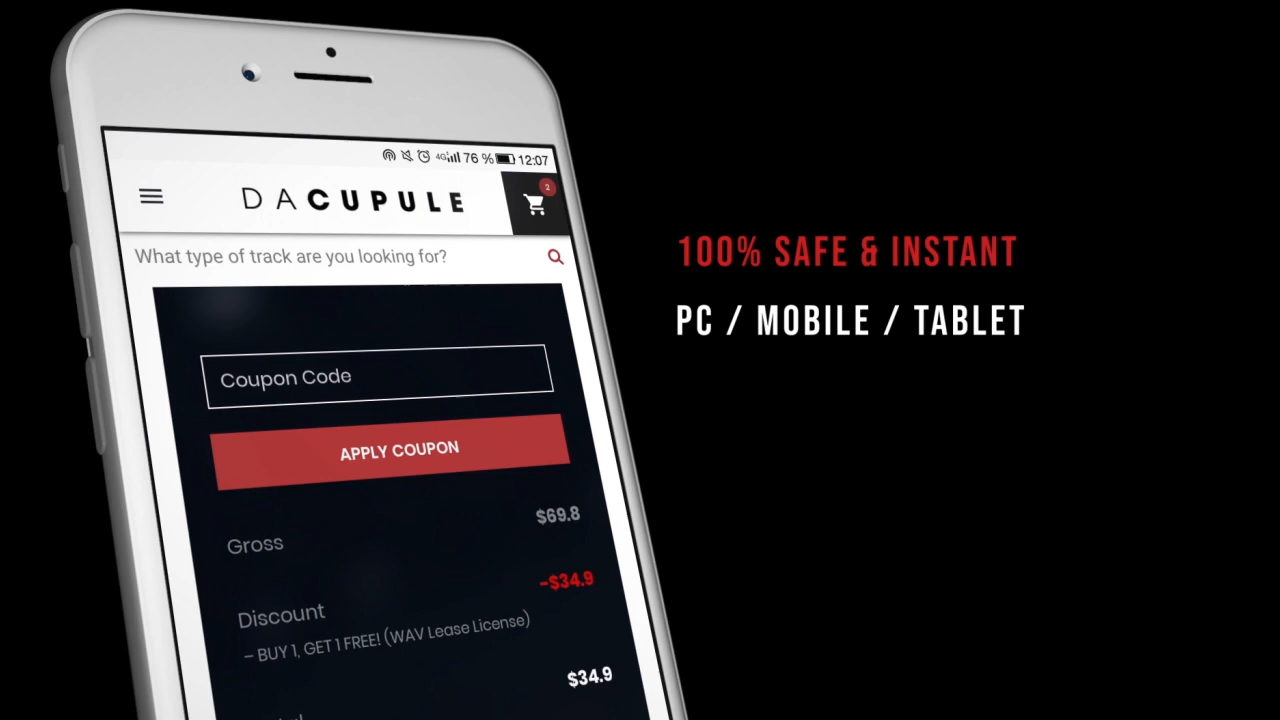 4G 76 % 12:07
DACUPULE
2
What type of track are you looking for?
Coupon Code
APPLY COUPON
$69.8
Gross
-$34.9
Discount
– BUY 1, GET 1 FREE! (WAV Lease License)
$34.9
100% SAFE & INSTANT
PC / MOBILE / TABLET